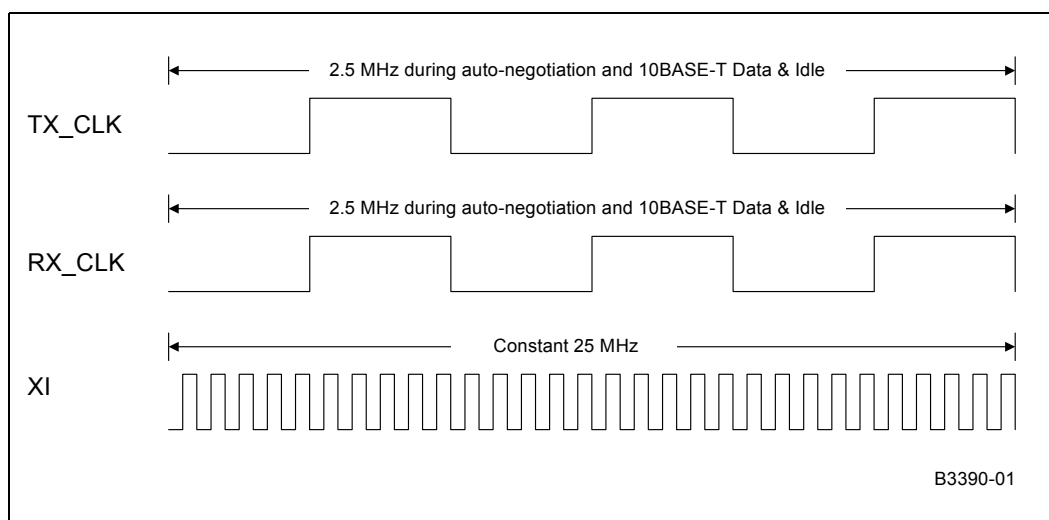 2.5 MHz during auto-negotiation and 10BASE-T Data & Idle
TX_CLK
2.5 MHz during auto-negotiation and 10BASE-T Data & Idle
RX_CLK
Constant 25 MHz
XI
B3390-01